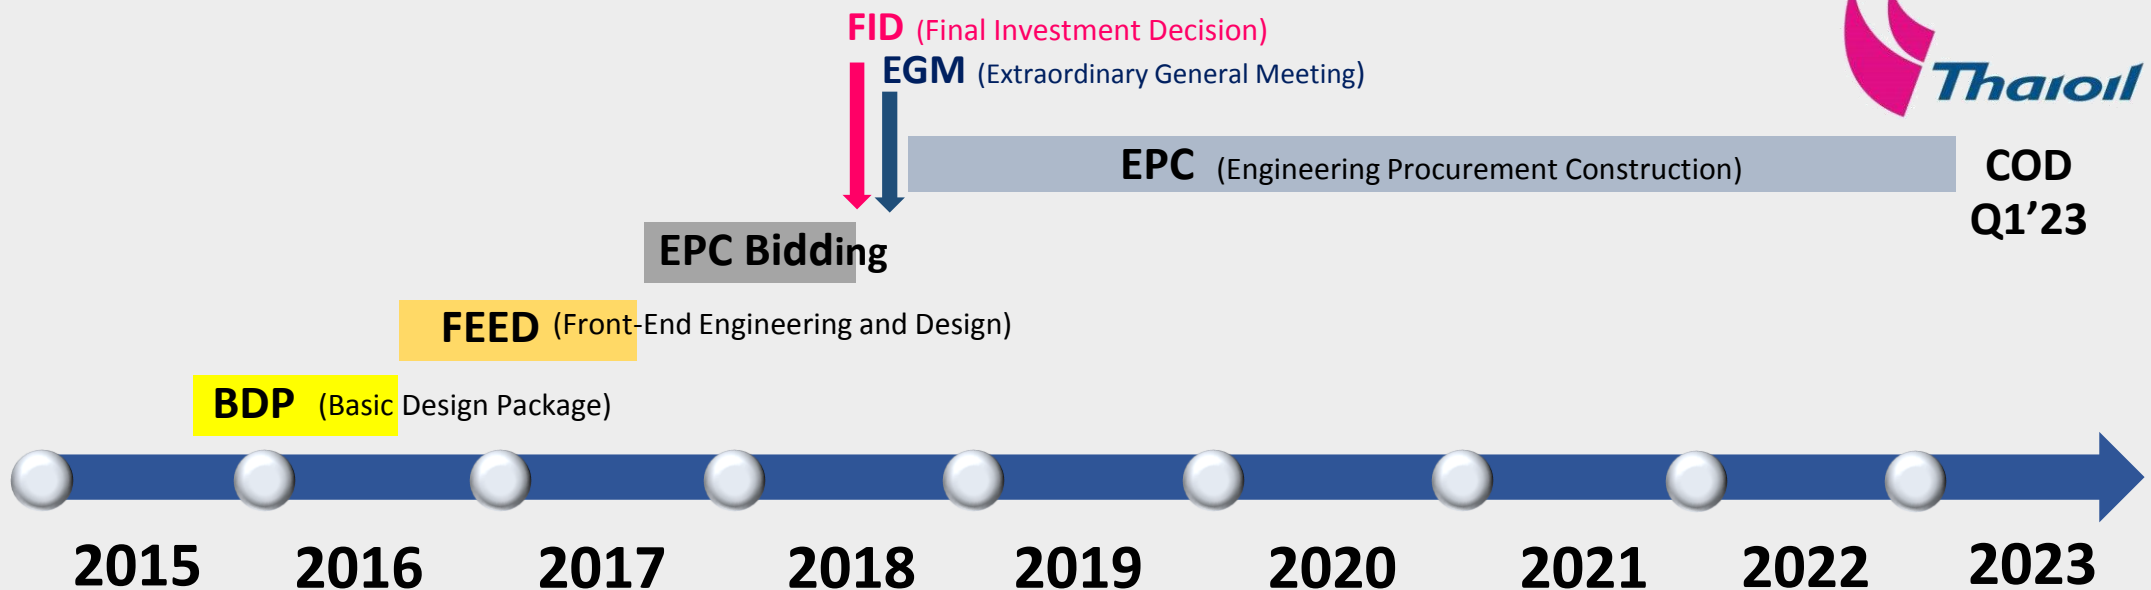 FID (Final Investment Decision)
EGM (Extraordinary General Meeting)
Thaioil
EPC (Engineering Procurement Construction)
COD
Q1’23
EPC Bidding
FEED (Front-End Engineering and Design)
BDP (Basic Design Package)
2015 2016 2017 2018 2019 2020 2021 2022 2023